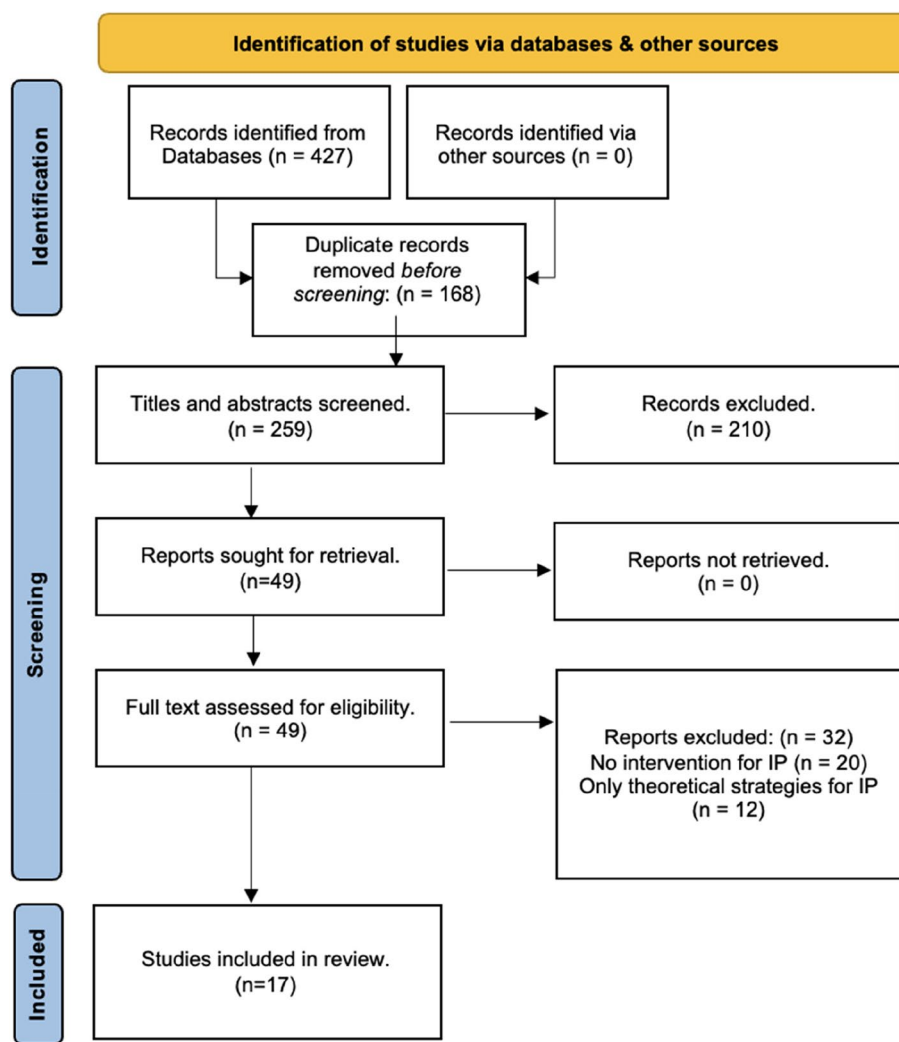 Identification of studies via databases & other sources
Identification
Records identified from
Databases (n = 427)
Records identified via
other sources (n = 0)
Duplicate records
removed before
screening: (n = 168)
Screening
Titles and abstracts screened.
(n = 259)
Records excluded.
(n = 210)
Reports sought for retrieval.
(n=49)
Reports not retrieved.
(n = 0)
Full text assessed for eligibility.
(n = 49)
Reports excluded: (n = 32)
No intervention for IP (n = 20)
Only theoretical strategies for IP
(n = 12)
Included
Studies included in review.
(n=17)